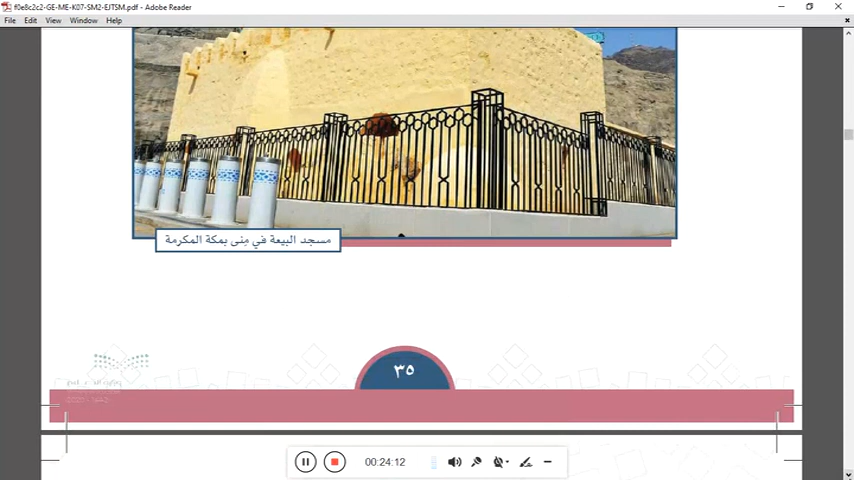 f0e8c2c2-GE-ME-K07-SM2-EJTSM.pdf - Adobe Reader
File Edit View Window Help
مسجد البيعة في مِنى بمكة المكرمة
٣٥
00:24:12